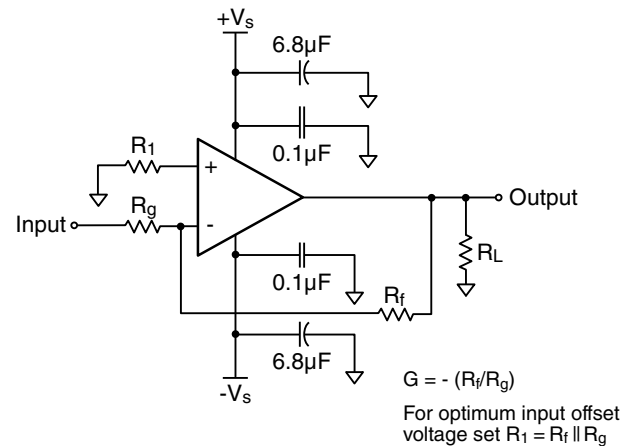 +Vs
6.8µF
0.1µF
R1
+
Rg
Input
-
Output
RL
0.1µF
Rf
6.8µF
-Vs
G = - (Rf/Rg)
For optimum input offset
voltage set R1 = Rf || Rg